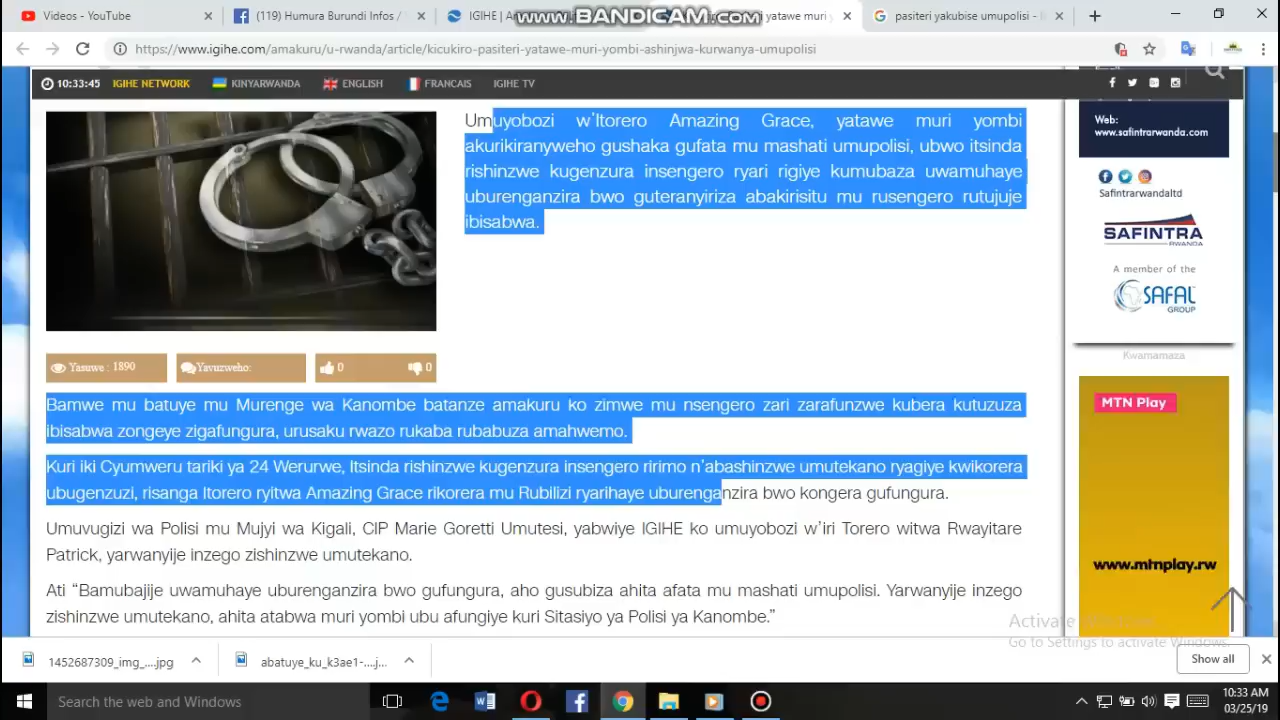 Videos - YouTube
(119) Humura Burundi Infos /
IGIHE | A
yatawe muri y
pasiteri yakubise umupolisi -
www.BANDICAM.com
https://www.igihe.com/amakuru/u-rwanda/article/kicukiro-pasiteri-yatawe-muri-yombi-ashinjwa-kurwanya-umupolisi
10:33:45 IGIHE NETWORK KINYARWANDA ENGLISH FRANCAIS IGIHE TV
Umuyobozi w'Itorero Amazing Grace, yatawe muri yombi
akurikiranyweho gushaka gufata mu mashati umupolisi, ubwo itsinda
rishinzwe kugenzura insengero ryari rigiye kumubaza uwamuhaye
uburenganzira bwo guteranyiriza abakirisitu mu rusengero rutujuje
ibisabwa.
Yasuwe : 1890
Yavuzweho:
0
0
Bamwe mu batuye mu Murenge wa Kanombe batanze amakuru ko zimwe mu nsengero zari zarafunzwe kubera kutuzuza
ibisabwa zongeye zigafungura, urusaku rwazo rukaba rubabuza amahwemo.
Kuri iki Cyumweru tariki ya 24 Werurwe, Itsinda rishinzwe kugenzura insengero ririmo n'abashinzwe umutekano ryagiye kwikorera
ubugenzuzi, risanga Itorero ryitwa Amazing Grace rikorera mu Rubilizi ryarihaye uburenganzira bwo kongera gufungura.
Umuvugizi wa Polisi mu Mujyi wa Kigali, CIP Marie Goretti Umutesi, yabwiye IGIHE ko umuyobozi w'iri Torero witwa Rwayitare
Patrick, yarwanyije inzego zishinzwe umutekano.
Ati “Bamubajije uwamuhaye uburenganzira bwo gufungura, aho gusubiza ahita afata mu mashati umupolisi. Yarwanyije inzego
zishinzwe umutekano, ahita atabwa muri yombi ubu afungiye kuri Sitasiyo ya Polisi ya Kanombe.”
Web:
www.safintrarwanda.com
Safintrarwandaltd
SAFINTRA
RWANDA
A member of the
SAFAL
GROUP
Kwamamaza
MTN Play
www.mtnplay.rw
Activate Windows
Go to Settings to activate Windows.
1452687309_img_....jpg
abatuye_ku_k3ae1-....j...
Show all
Search the web and Windows
10:33 AM
03/25/19